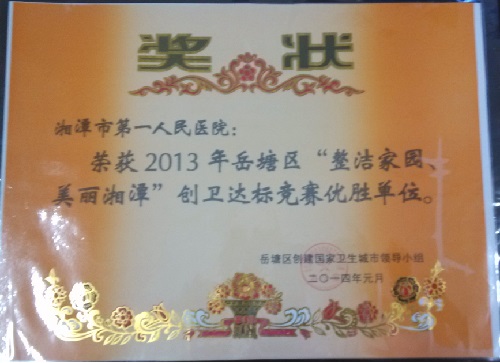 奖状
湘潭市第一人民医院：
荣获2013年岳塘区“整洁家园、
美丽湘潭”创卫达标竞赛优胜单位。
岳塘区创建国家卫生城市领导小组
二〇一四年元月